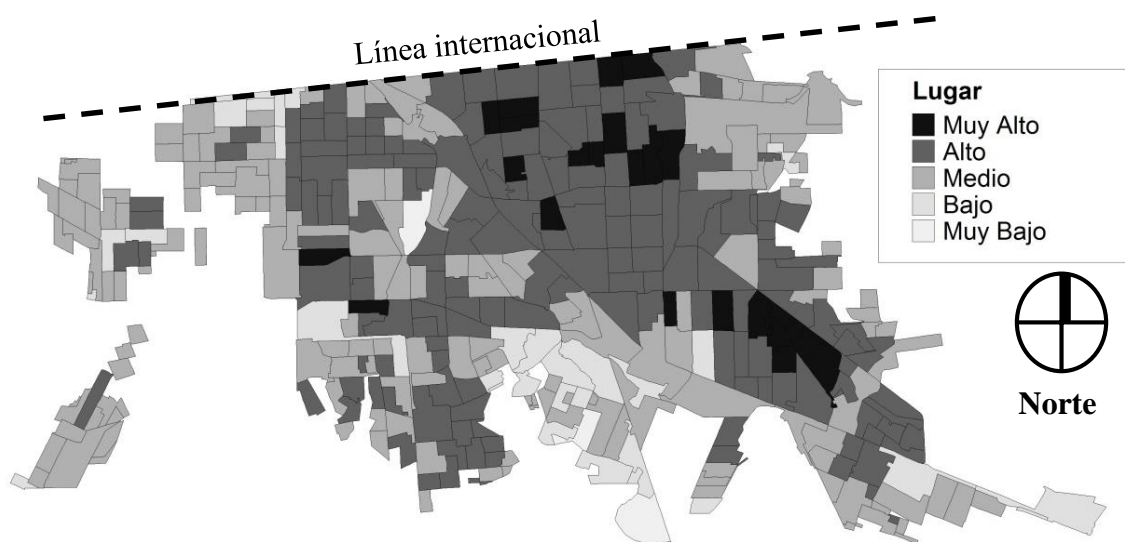 Línea internacional
Lugar
Muy Alto
Alto
Medio
Bajo
Muy Bajo
Norte